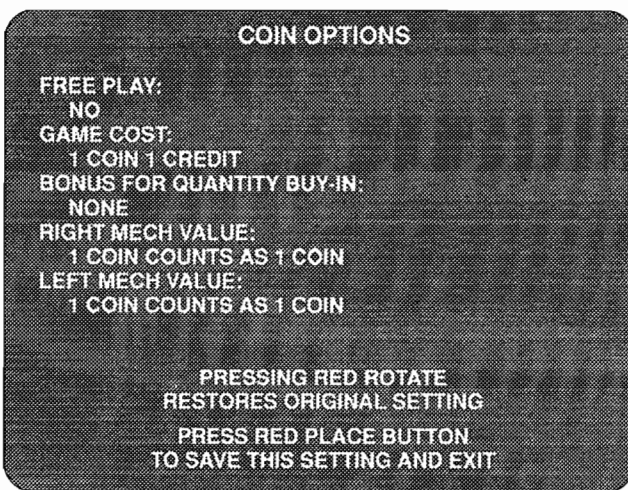 COIN OPTIONS
FREE PLAY:
NO
GAME COST:
1 COIN 1 CREDIT
BONUS FOR QUANTITY BUY-IN:
NONE
RIGHT MECH VALUE:
1 COIN COUNTS AS 1 COIN
LEFT MECH VALUE:
1 COIN COUNTS AS 1 COIN
PRESSING RED ROTATE
RESTORES ORIGINAL SETTING
PRESS RED PLACE BUTTON
TO SAVE THIS SETTING AND EXIT